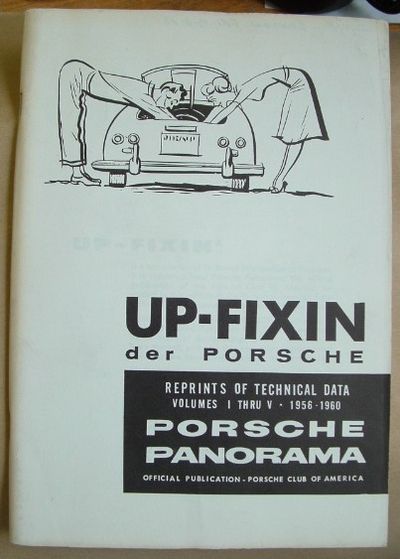 UP-FIXIN
der PORSCHE
REPRINTS OF TECHNICAL DATA
VOLUMES I THRU V · 1956-1960
PORSCHE
PANORAMA
OFFICIAL PUBLICATION - PORSCHE CLUB OF AMERICA